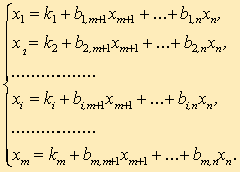 x₁ = k₁ + b₁,ₘ₊₁xₘ₊₁ + ... + b₁,ₙxₙ,
x₂ = k₂ + b₂,ₘ₊₁xₘ₊₁ + ... + b₂,ₙxₙ,
................
xᵢ = kᵢ + bᵢ,ₘ₊₁xₘ₊₁ + ... + bᵢ,ₙxₙ,
................
xₘ = kₘ + bₘ,ₘ₊₁xₘ₊₁ + ... + bₘ,ₙxₙ.